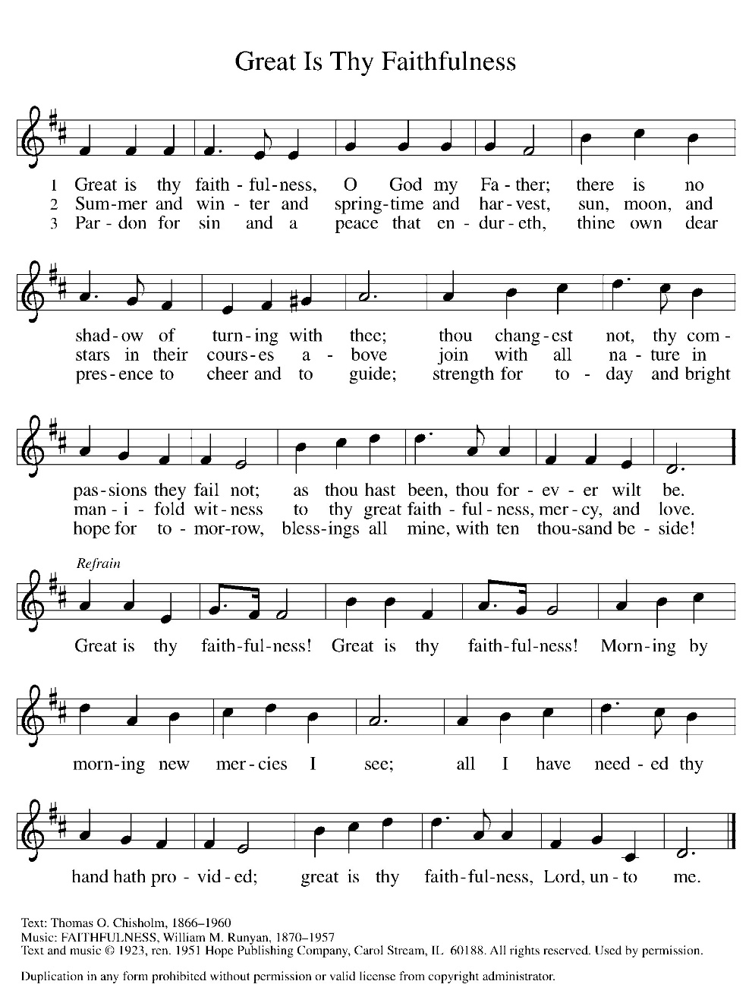 Great Is Thy Faithfulness
1 Great is thy faith - ful - ness, O God my Fa - ther; there is no
2 Sum - mer and win - ter and spring - time and har - vest, sun, moon, and
3 Par - don for sin and a peace that en - dur - eth, thine own dear
shad - ow of turn - ing with thee; thou chang - est not, thy com -
stars in their cours - es a - bove join with all na - ture in
pres - ence to cheer and to guide; strength for to - day and bright
pas - sions they fail not; as thou hast been, thou for - ev - er wilt be.
man - i - fold wit - ness to thy great faith - ful - ness, mer - cy, and love.
hope for to - mor - row, bless - ings all mine, with ten thou - sand be - side!
Refrain
Great is thy faith - ful - ness! Great is thy faith - ful - ness! Morn - ing by
morn - ing new mer - cies I see; all I have need - ed thy
hand hath pro - vid - ed; great is thy faith - ful - ness, Lord, un - to me.
Text: Thomas O. Chisholm, 1866–1960
Music: FAITHFULNESS, William M. Runyan, 1870–1957
Text and music © 1923, ren. 1951 Hope Publishing Company, Carol Stream, IL 60188. All rights reserved. Used by permission.
Duplication in any form prohibited without permission or valid license from copyright administrator.